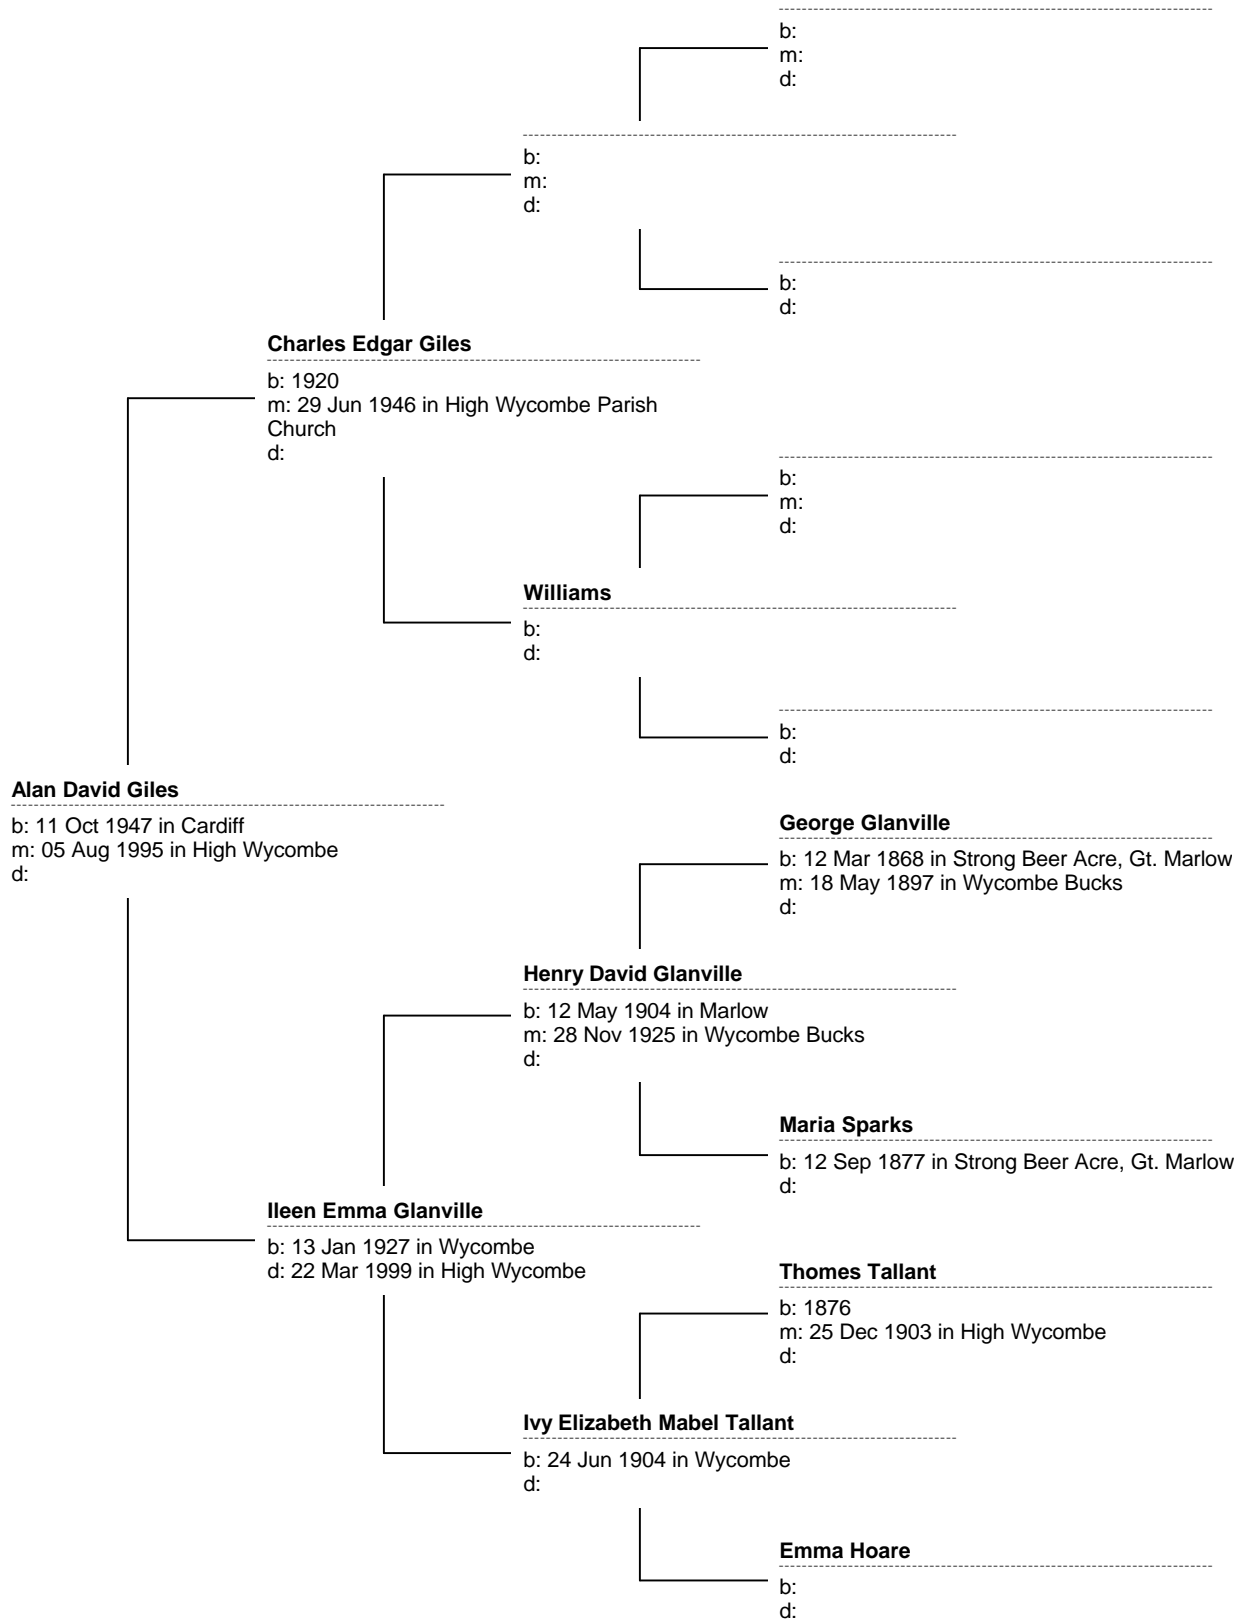 b:
m:
d:
b:
m:
d:
b:
d:
Charles Edgar Giles
b: 1920
m: 29 Jun 1946 in High Wycombe Parish
Church
d:
b:
m:
d:
Williams
b:
d:
b:
d:
Alan David Giles
b: 11 Oct 1947 in Cardiff
m: 05 Aug 1995 in High Wycombe
d:
George Glanville
b: 12 Mar 1868 in Strong Beer Acre, Gt. Marlow
m: 18 May 1897 in Wycombe Bucks
d:
Henry David Glanville
b: 12 May 1904 in Marlow
m: 28 Nov 1925 in Wycombe Bucks
d:
Maria Sparks
b: 12 Sep 1877 in Strong Beer Acre, Gt. Marlow
d:
Ileen Emma Glanville
b: 13 Jan 1927 in Wycombe
d: 22 Mar 1999 in High Wycombe
Thomes Tallant
b: 1876
m: 25 Dec 1903 in High Wycombe
d:
Ivy Elizabeth Mabel Tallant
b: 24 Jun 1904 in Wycombe
d:
Emma Hoare
b:
d: